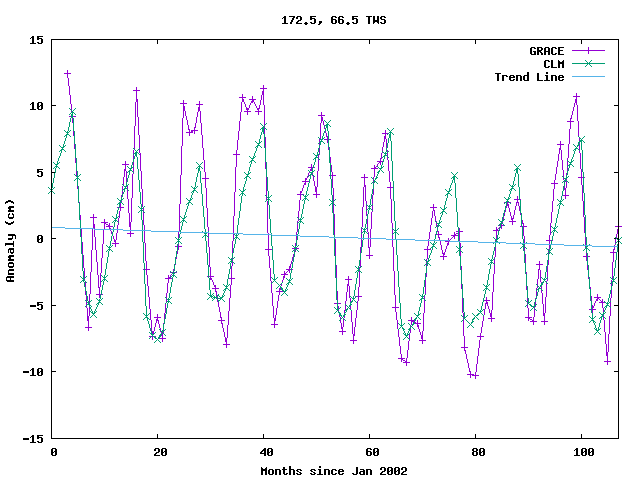 172.5, 66.5 TWS
GRACE
CLM
Trend Line
15
10
5
0
-5
-10
-15
Anomaly (cm)
0 20 40 60 80 100
Months since Jan 2002